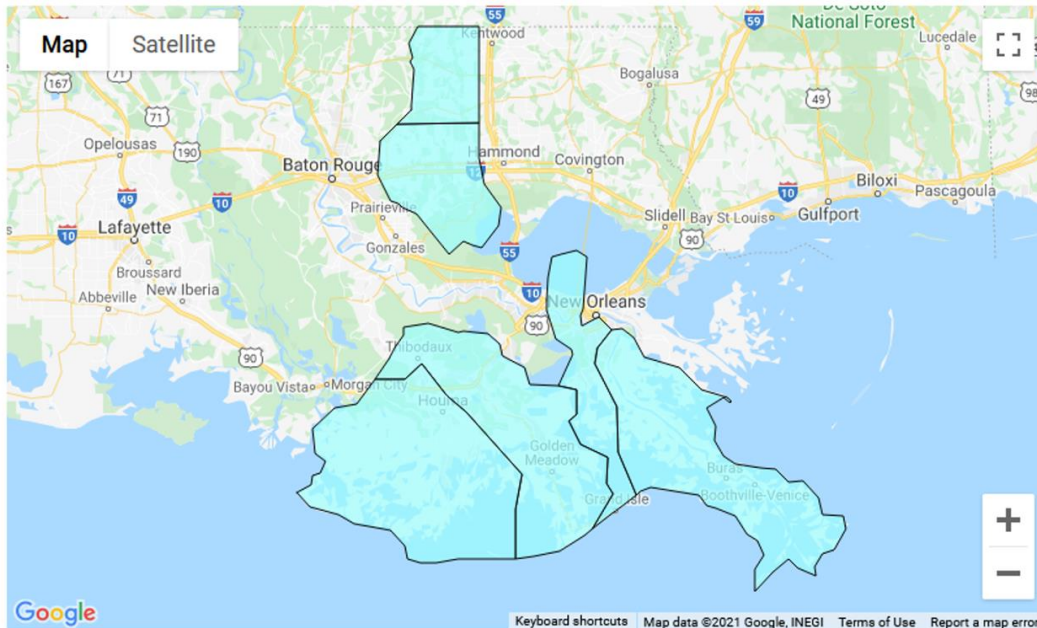 Map
Satellite
55
Kentwood
De Soto
National Forest
59
Lucedale
167
71
Bogalusa
49
98
71
Opelousas
190
Baton Rouge
Hammond
12
Covington
49
10
Prairieville
10
Biloxi
Pascagoula
Gulfport
Slidell
Bay St Louis
10
Lafayette
Gonzales
55
90
Broussard
New Iberia
10
New Orleans
Abbeville
90
90
Thibodaux
Bayou Vista
Morgan City
Houma
Golden
Meadow
Buras
Boothville-Venice
Grand Isle
+
−
Google
Keyboard shortcuts
Map data ©2021 Google, INEGI
Terms of Use
Report a map error